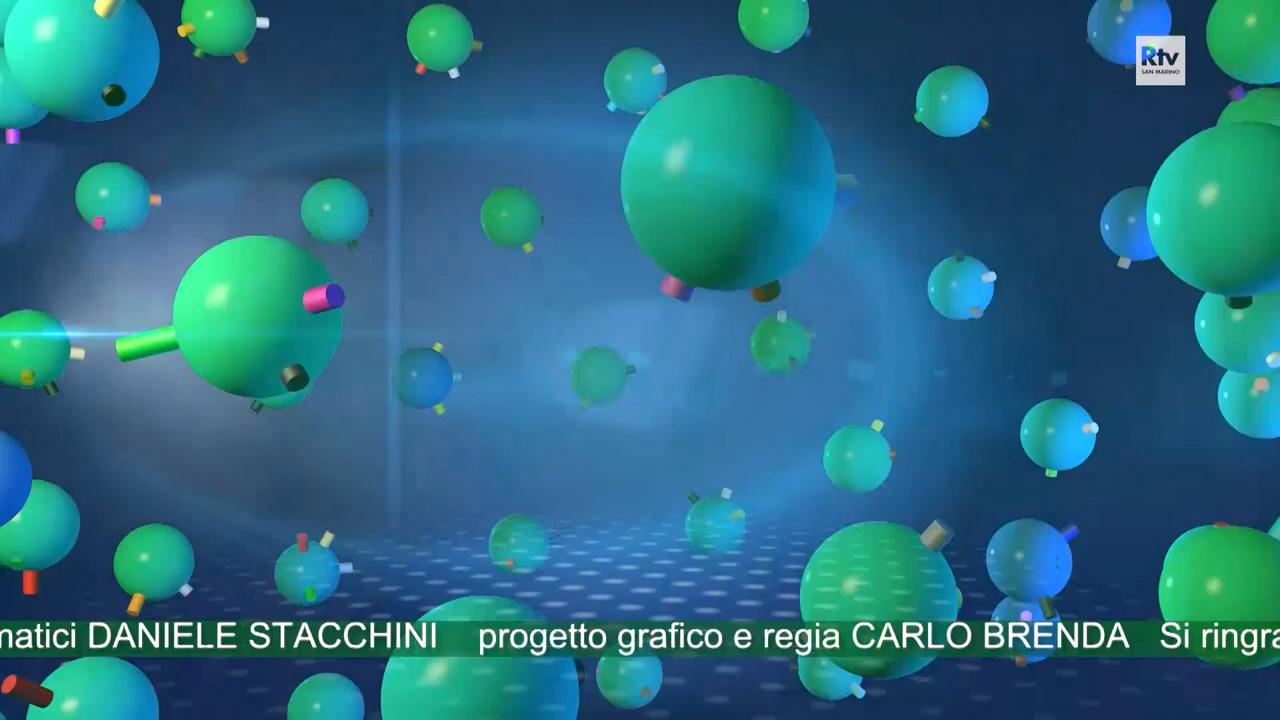 Rtv
SAN MARINO
matici DANIELE STACCHINI progetto grafico e regia CARLO BRENDA Si ringra